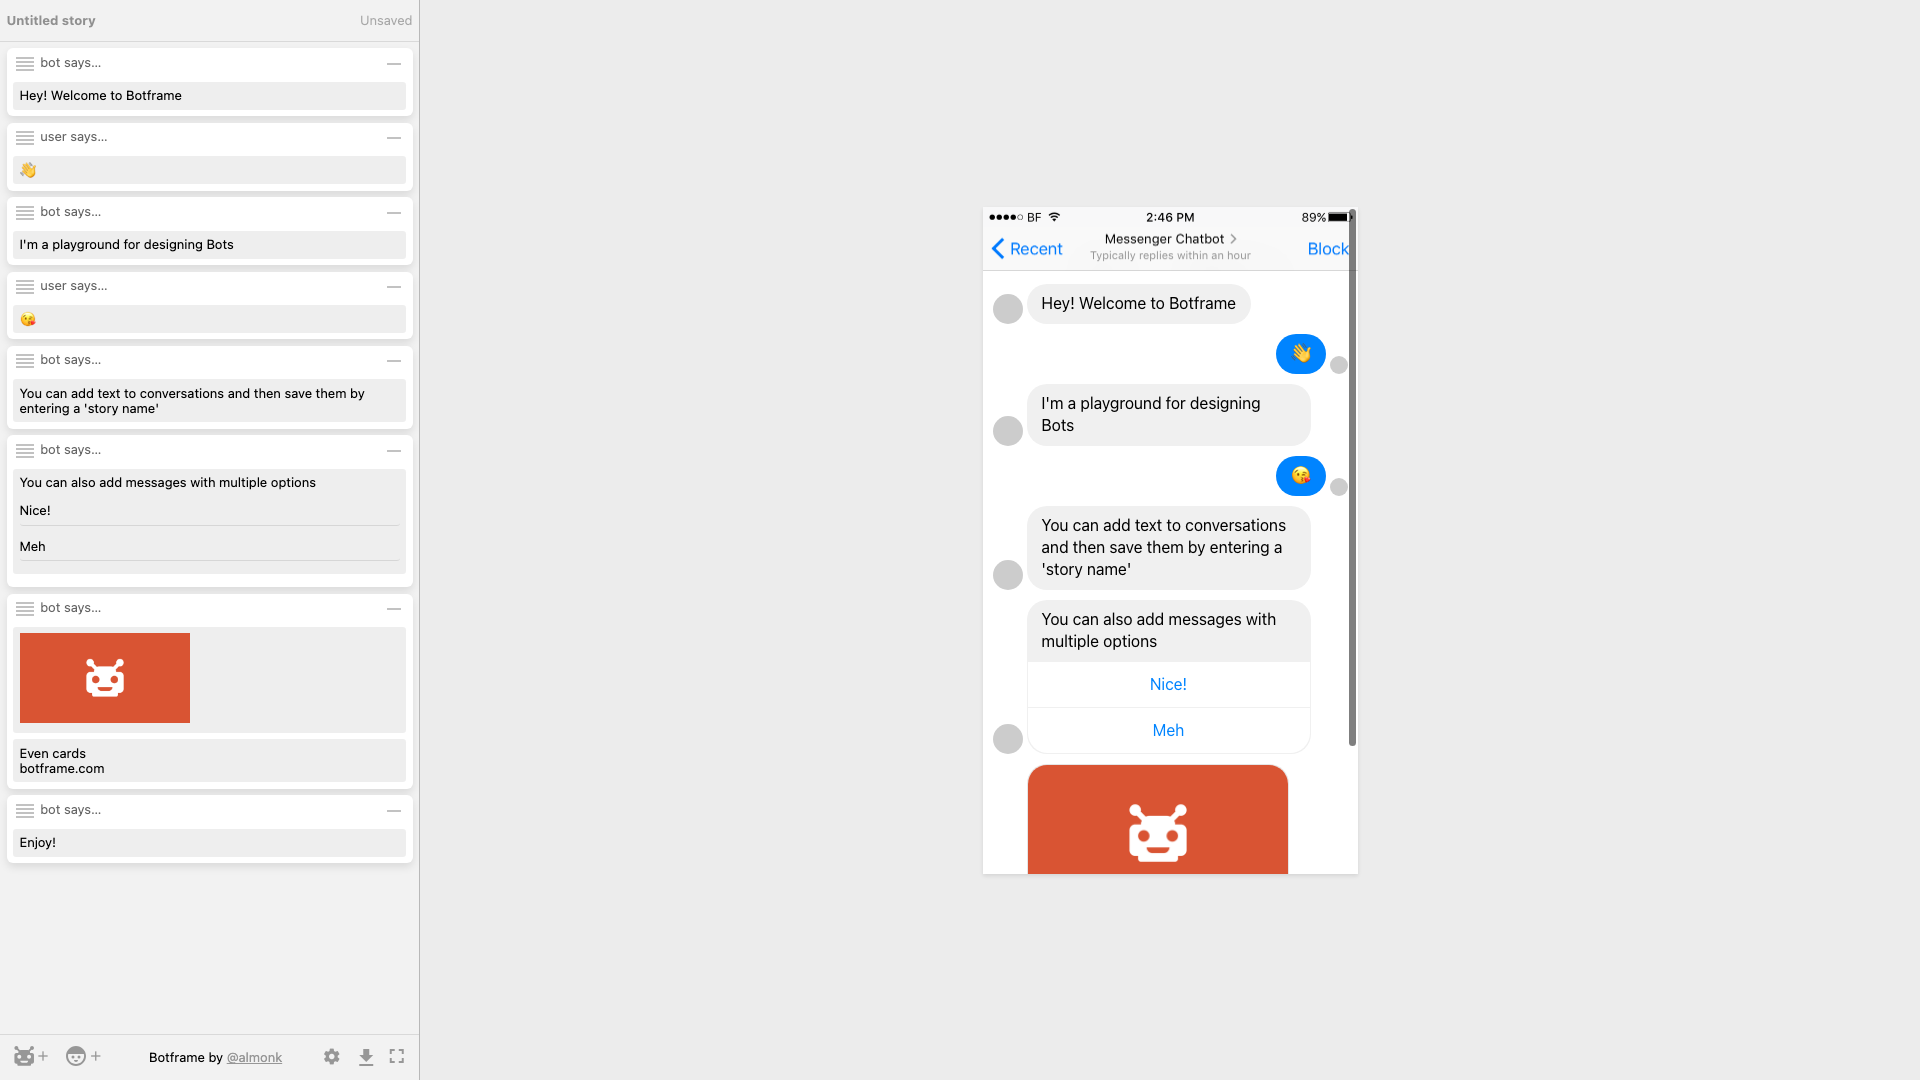 Untitled story
Unsaved
bot says...
Hey! Welcome to Botframe
user says...
👋
bot says...
I'm a playground for designing Bots
user says...
😘
bot says...
You can add text to conversations and then save them by
entering a 'story name'
bot says...
You can also add messages with multiple options
Nice!
Meh
bot says...
Even cards
botframe.com
bot says...
Enjoy!
Botframe by @almonk
BF 2:46 PM 89%
Recent
Messenger Chatbot
Typically replies within an hour
Block
Hey! Welcome to Botframe
👋
I'm a playground for designing
Bots
😘
You can add text to conversations
and then save them by entering a
'story name'
You can also add messages with
multiple options
Nice!
Meh